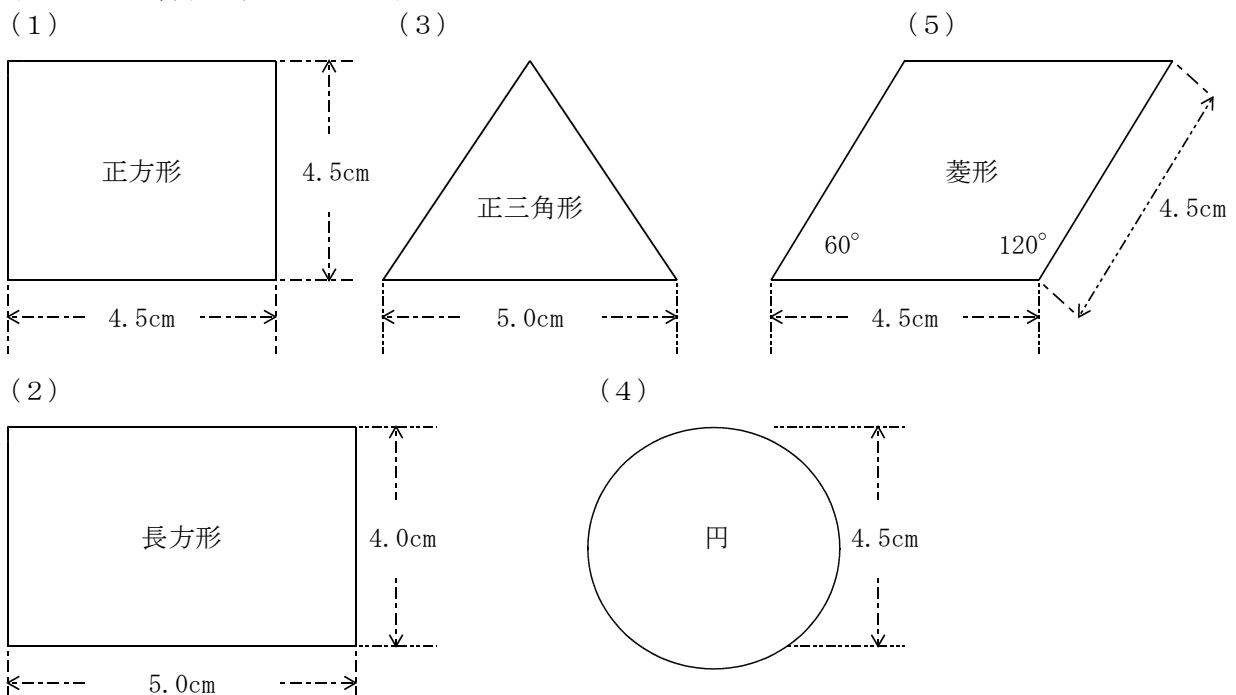 （１）
（３）
（５）
正方形
4.5cm
4.5cm
正三角形
5.0cm
菱形
60°
120°
4.5cm
4.5cm
（２）
（４）
長方形
4.0cm
5.0cm
円
4.5cm